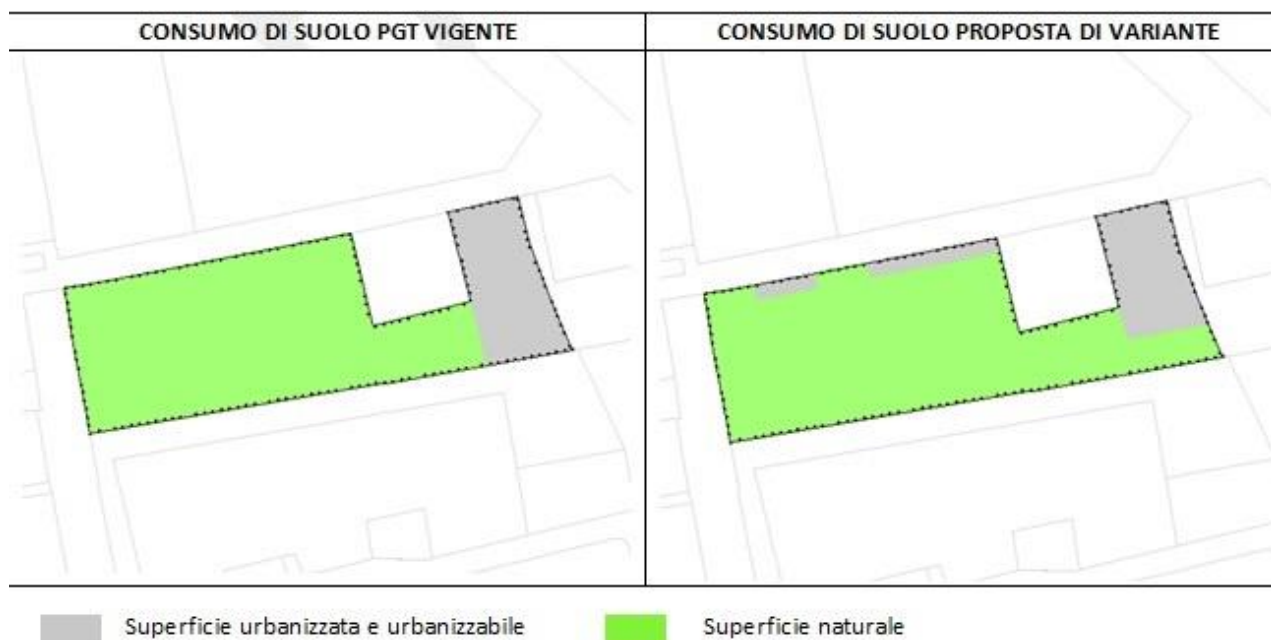 CONSUMO DI SUOLO PGT VIGENTE
CONSUMO DI SUOLO PROPOSTA DI VARIANTE
Superficie urbanizzata e urbanizzabile
Superficie naturale